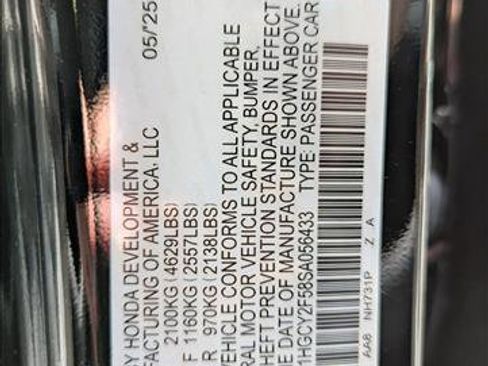 Y HONDA DEVELOPMENT & 05/25
FACTURING OF AMERICA, LLC
2100KG (4629LBS)
F 1160KG (2557LBS)
R 970KG (2138LBS)
VEHICLE CONFORMS TO ALL APPLICABLE
RAL MOTOR VEHICLE SAFETY, BUMPER,
HEFT PREVENTION STANDARDS IN EFFECT
HE DATE OF MANUFACTURE SHOWN ABOVE.
1HGCY2F58SA056433 TYPE: PASSENGER CAR
AA8 NH731P Z A